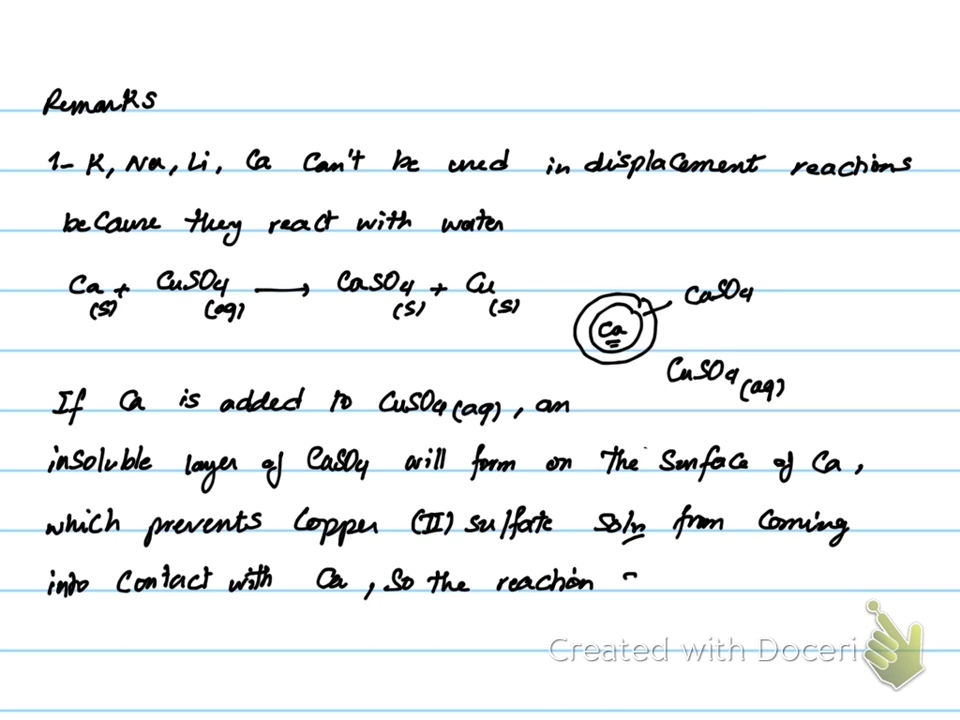 Remarks
1- K, Na, Li, Ca can't be used in displacement reactions
because they react with water
Ca(s) + CuSO4(aq) ⟶ CaSO4(s) + Cu(s)
Ca
CaSO4
CuSO4(aq)
If Ca is added to CuSO4(aq), an
insoluble layer of CaSO4 will form on the surface of Ca,
which prevents Copper (II) sulfate soln from coming
into contact with Ca, so the reaction
Created with Doceri